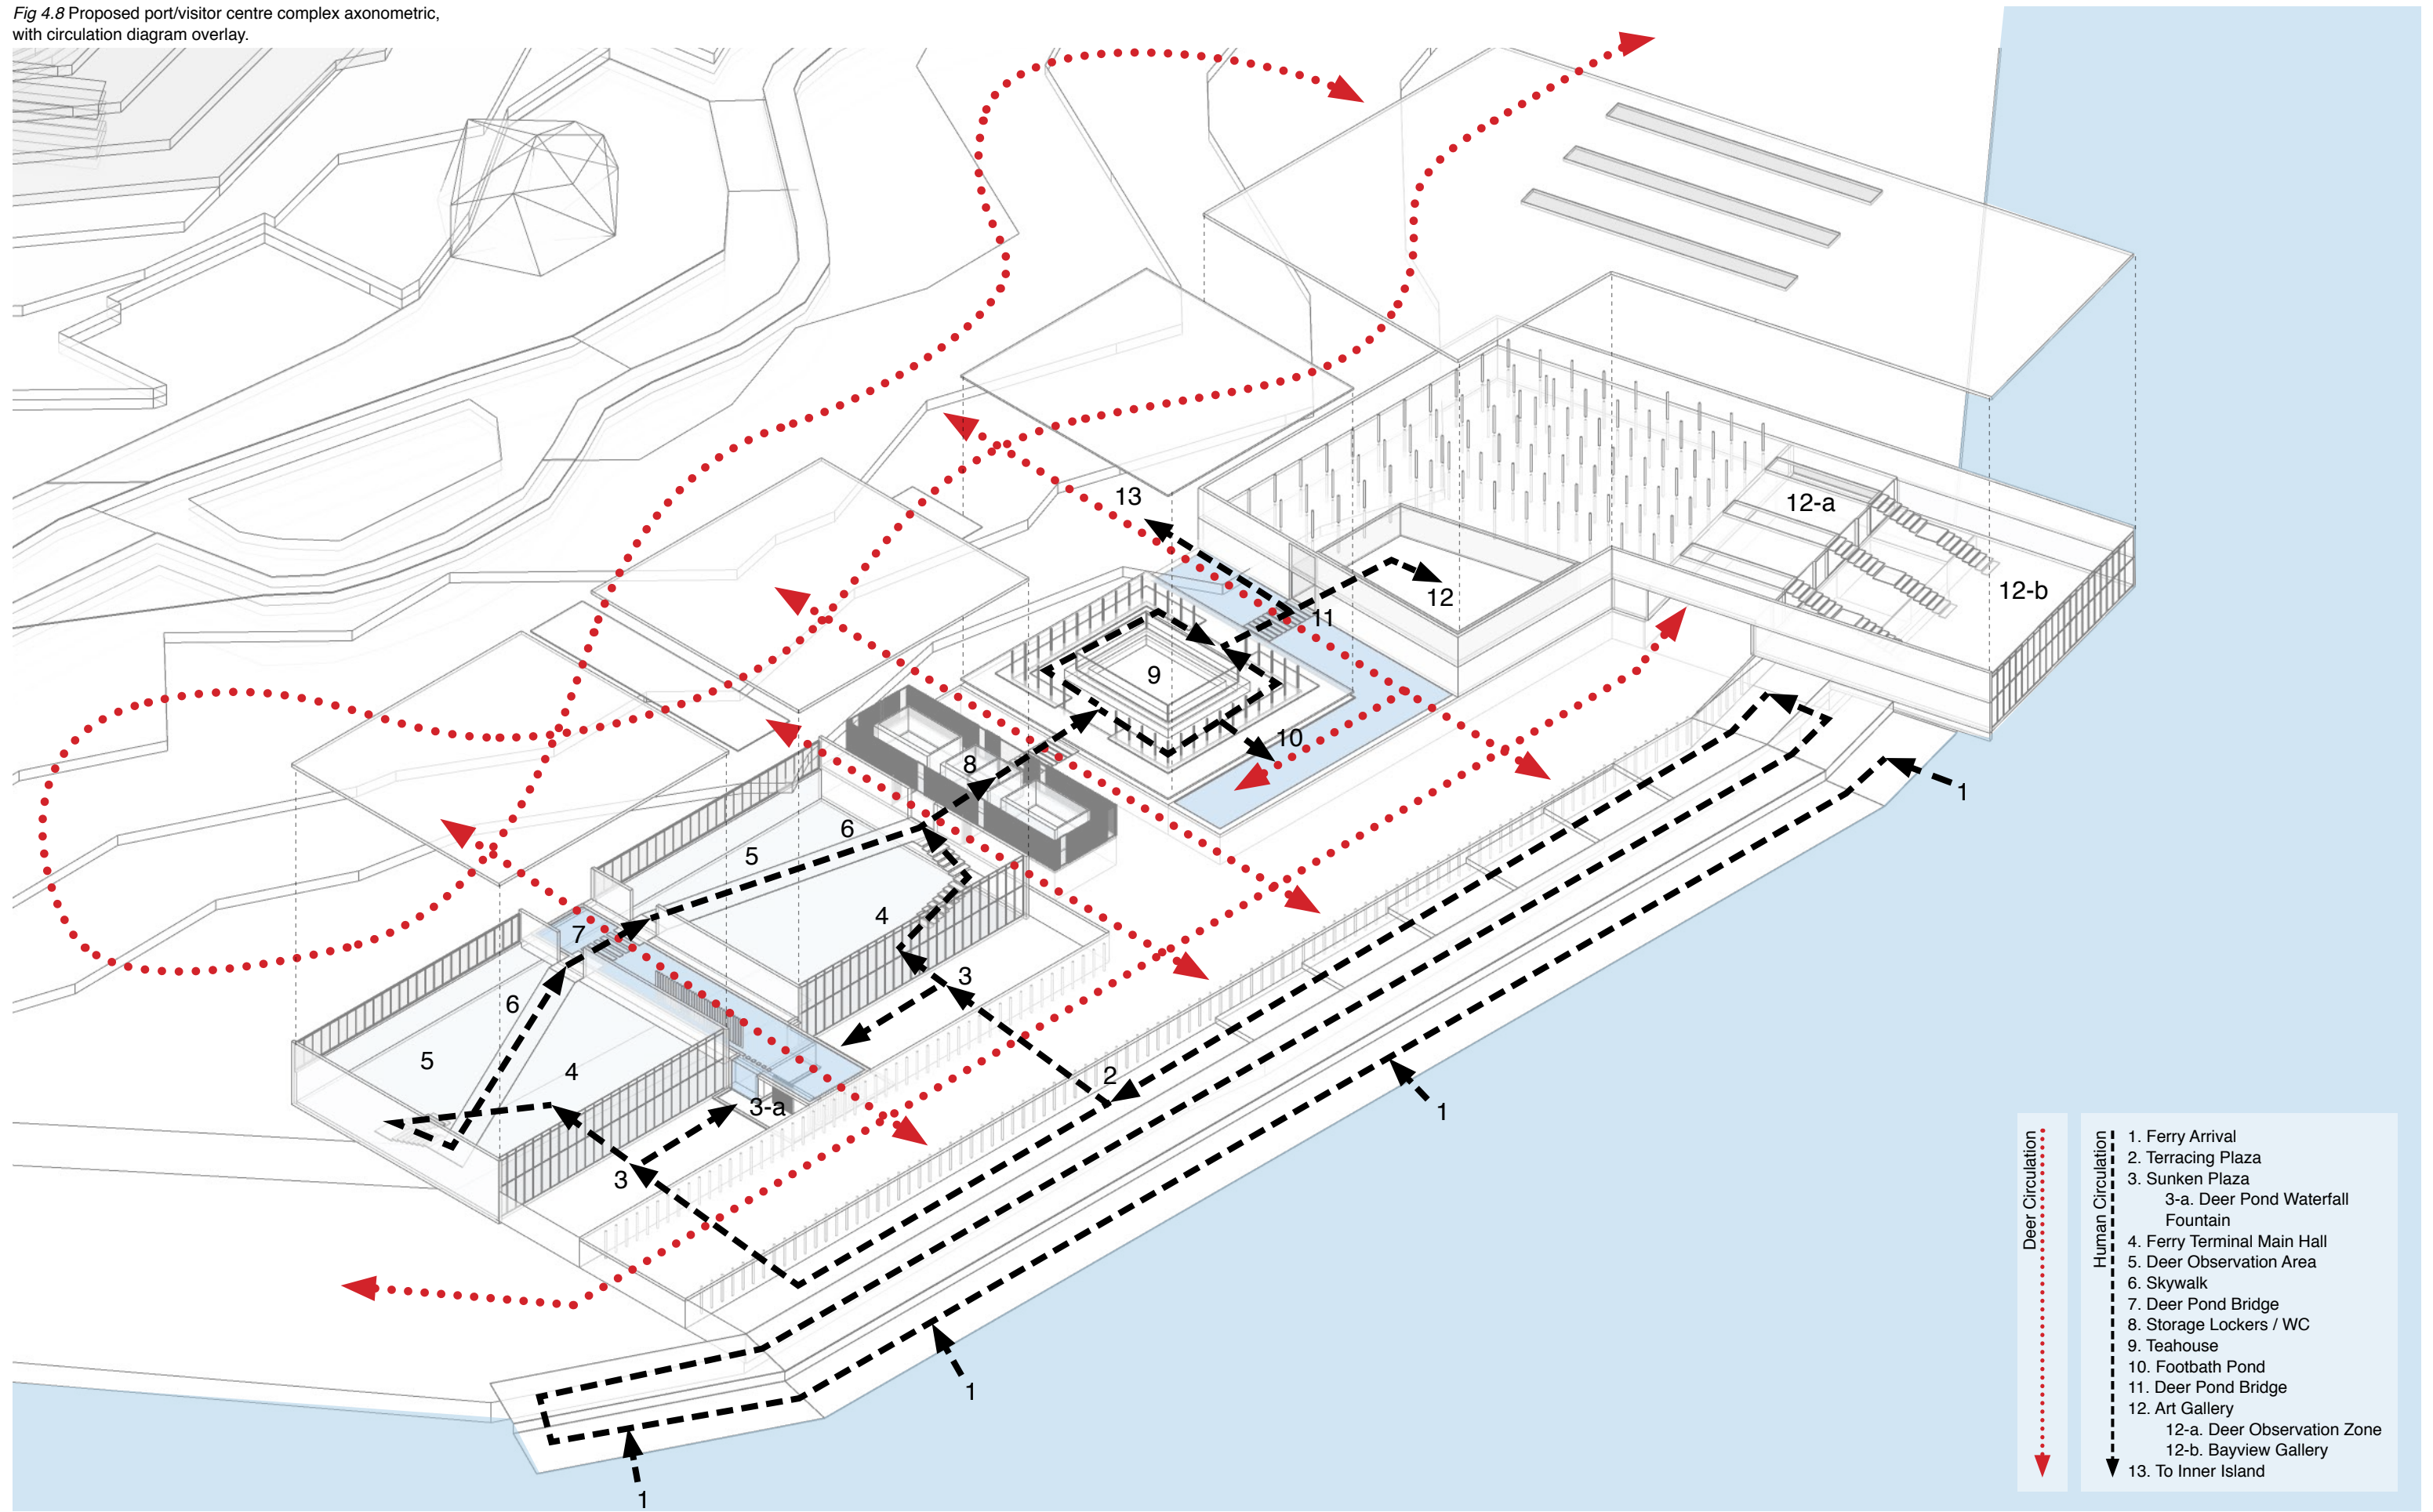 Fig 4.8 Proposed port/visitor centre complex axonometric,
with circulation diagram overlay.
13
12-a
12-b
12
11
9
10
8
1
6
5
4
7
3
6
2
5
4
3-a
1
3
1
1
Deer Circulation
Human Circulation
1. Ferry Arrival
2. Terracing Plaza
3. Sunken Plaza
3-a. Deer Pond Waterfall
Fountain
4. Ferry Terminal Main Hall
5. Deer Observation Area
6. Skywalk
7. Deer Pond Bridge
8. Storage Lockers / WC
9. Teahouse
10. Footbath Pond
11. Deer Pond Bridge
12. Art Gallery
12-a. Deer Observation Zone
12-b. Bayview Gallery
13. To Inner Island